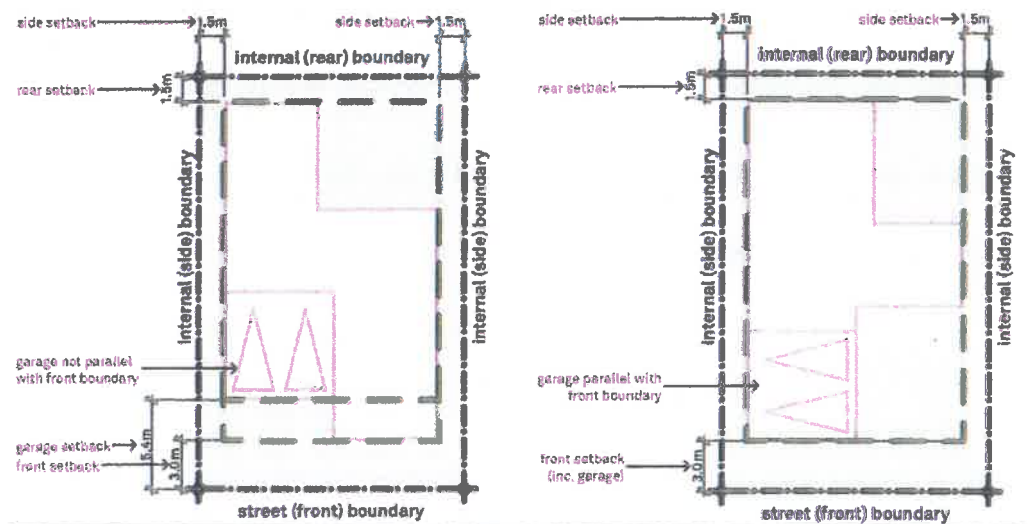 side setback
1.5m
side setback
1.5m
internal (rear) boundary
rear setback
1.5m
internal (side) boundary
internal (side) boundary
garage not parallel
with front boundary
garage setback
front setback
5.4m
3.0m
street (front) boundary
side setback
1.5m
side setback
1.5m
internal (rear) boundary
rear setback
1.5m
internal (side) boundary
internal (side) boundary
garage parallel with
front boundary
front setback
(inc. garage)
3.0m
street (front) boundary